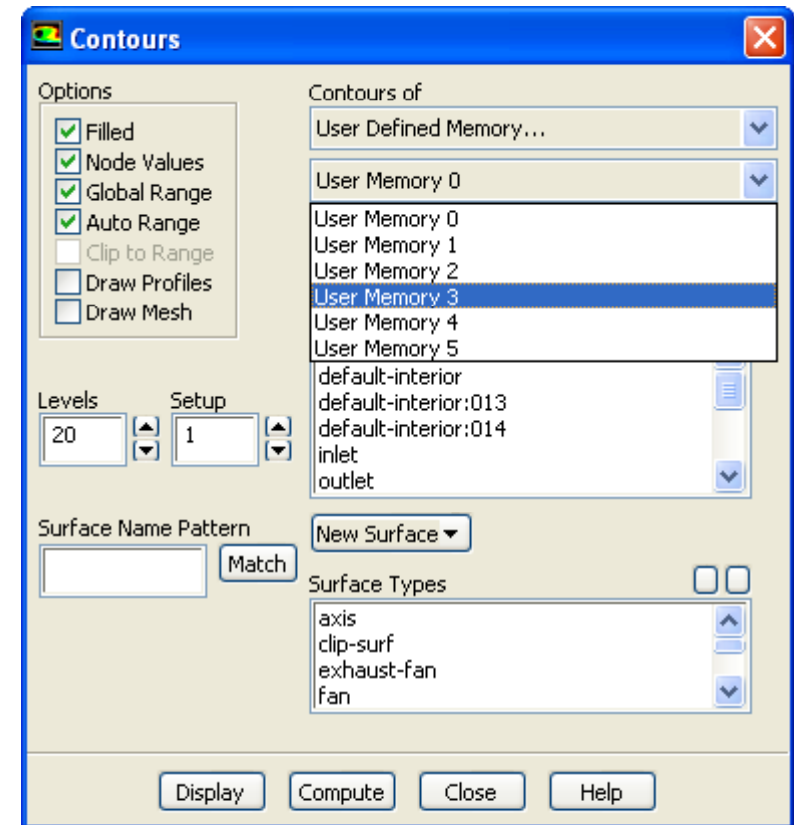 Contours
Options
Filled
Node Values
Global Range
Auto Range
Clip to Range
Draw Profiles
Draw Mesh
Levels
20
Setup
1
Surface Name Pattern
Match
Contours of
User Defined Memory...
User Memory 0
User Memory 0
User Memory 1
User Memory 2
User Memory 3
User Memory 4
User Memory 5
default-interior
default-interior:013
default-interior:014
inlet
outlet
New Surface
Surface Types
axis
clip-surf
exhaust-fan
fan
Display
Compute
Close
Help